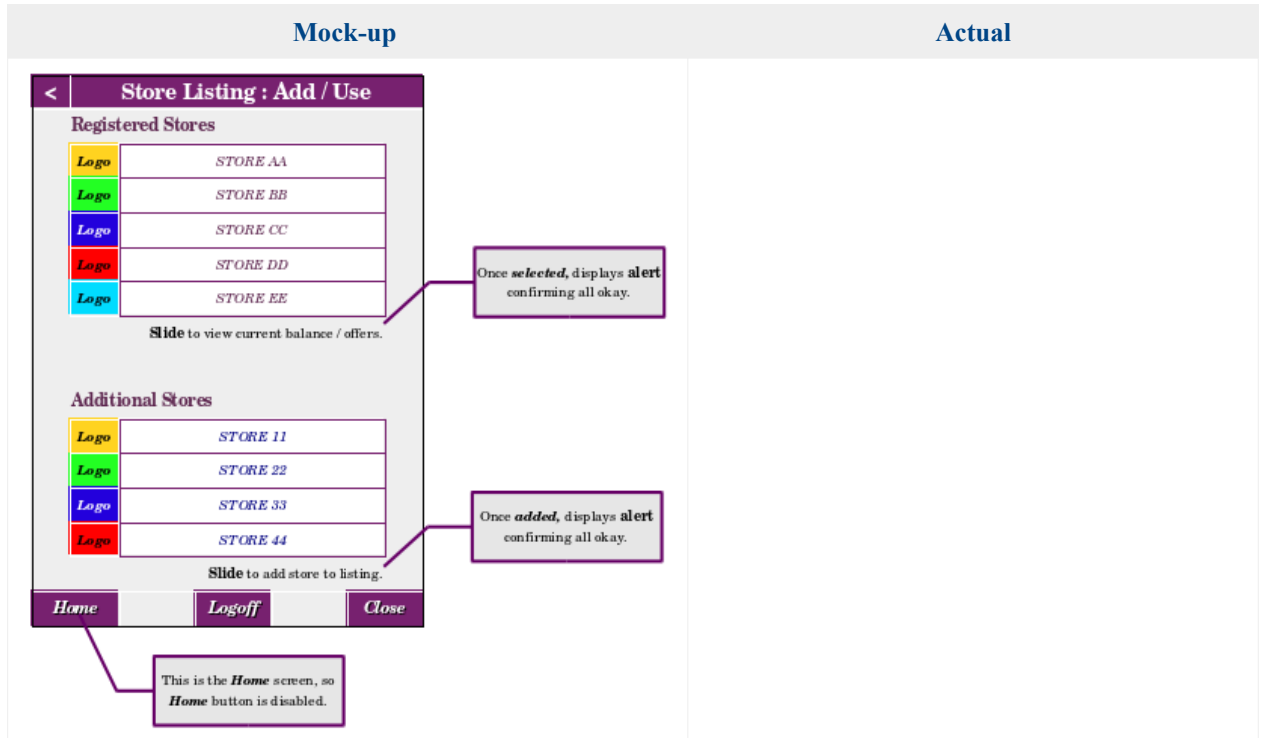 Mock-up
Actual
< Store Listing : Add / Use
Registered Stores
Logo STORE AA
Logo STORE BB
Logo STORE CC
Logo STORE DD
Logo STORE EE
Slide to view current balance / offers.
Once selected, displays alert
confirming all okay.
Additional Stores
Logo STORE 11
Logo STORE 22
Logo STORE 33
Logo STORE 44
Slide to add store to listing.
Once added, displays alert
confirming all okay.
Home Logoff Close
This is the Home screen, so
Home button is disabled.